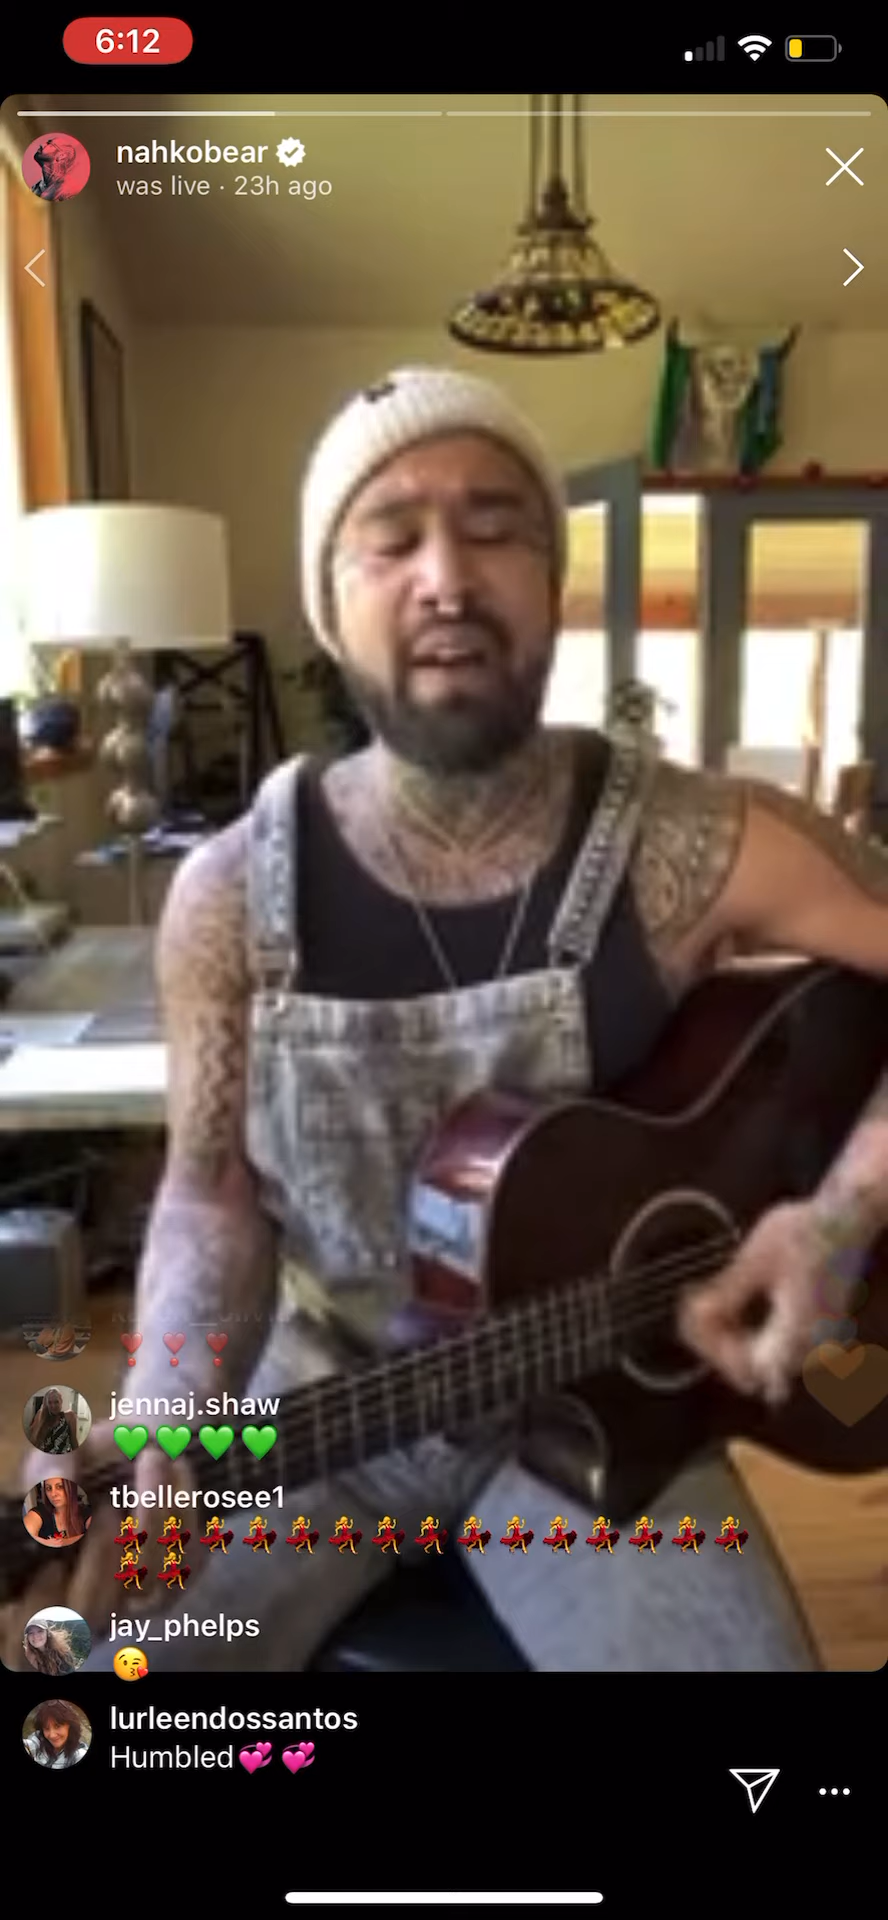 6:12
nahkobear
was live · 23h ago
❣️ ❣️ ❣️
jennaj.shaw
💚💚💚💚
tbellerosee1
💃💃💃💃💃💃💃💃💃💃💃💃💃💃💃
💃💃
jay_phelps
😘
lurleendossantos
Humbled💞 💞